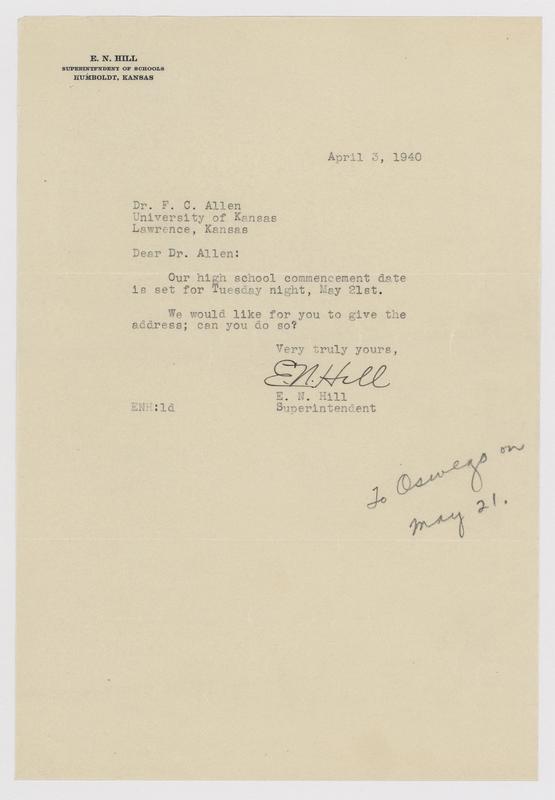 E. N. HILL
SUPERINTENDENT OF SCHOOLS
HUMBOLDT, KANSAS
April 3, 1940
Dr. F. C. Allen
University of Kansas
Lawrence, Kansas
Dear Dr. Allen:
Our high school commencement date
is set for Tuesday night, May 21st.
We would like for you to give the
address; can you do so?
Very truly yours,
E.N. Hill
E. N. Hill
ENH:ld Superintendent
To Oswego on
May 21.